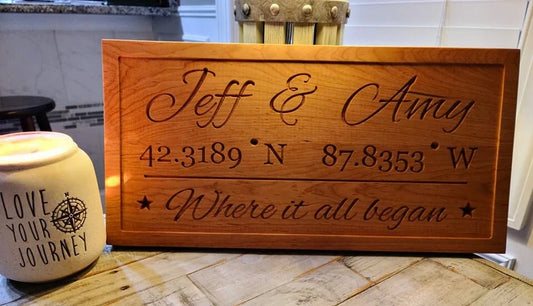 Jeff & Amy
42.3189 °N 87.8353 °W
★ Where it all began ★
LOVE
YOUR
JOURNEY